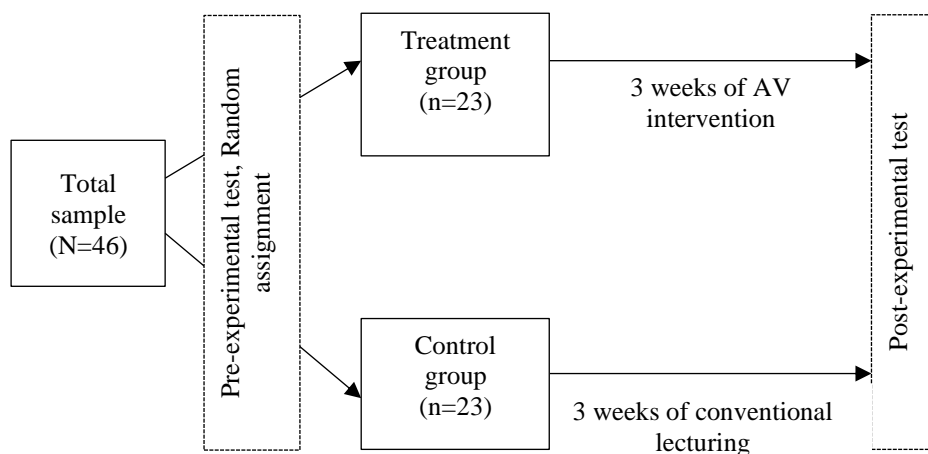 Total
sample
(N=46)
Pre-experimental test, Random
assignment
Treatment
group
(n=23)
3 weeks of AV
intervention
Control
group
(n=23)
3 weeks of conventional
lecturing
Post-experimental test